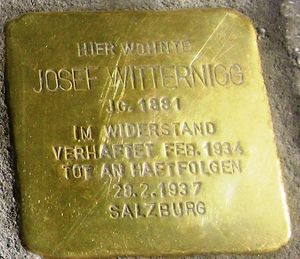 HIER WOHNTE
JOSEF WITTERNIGG
JG. 1881
IM WIDERSTAND
VERHAFTET FEB. 1934
TOT AN HAFTFOLGEN
28.2.1937
SALZBURG